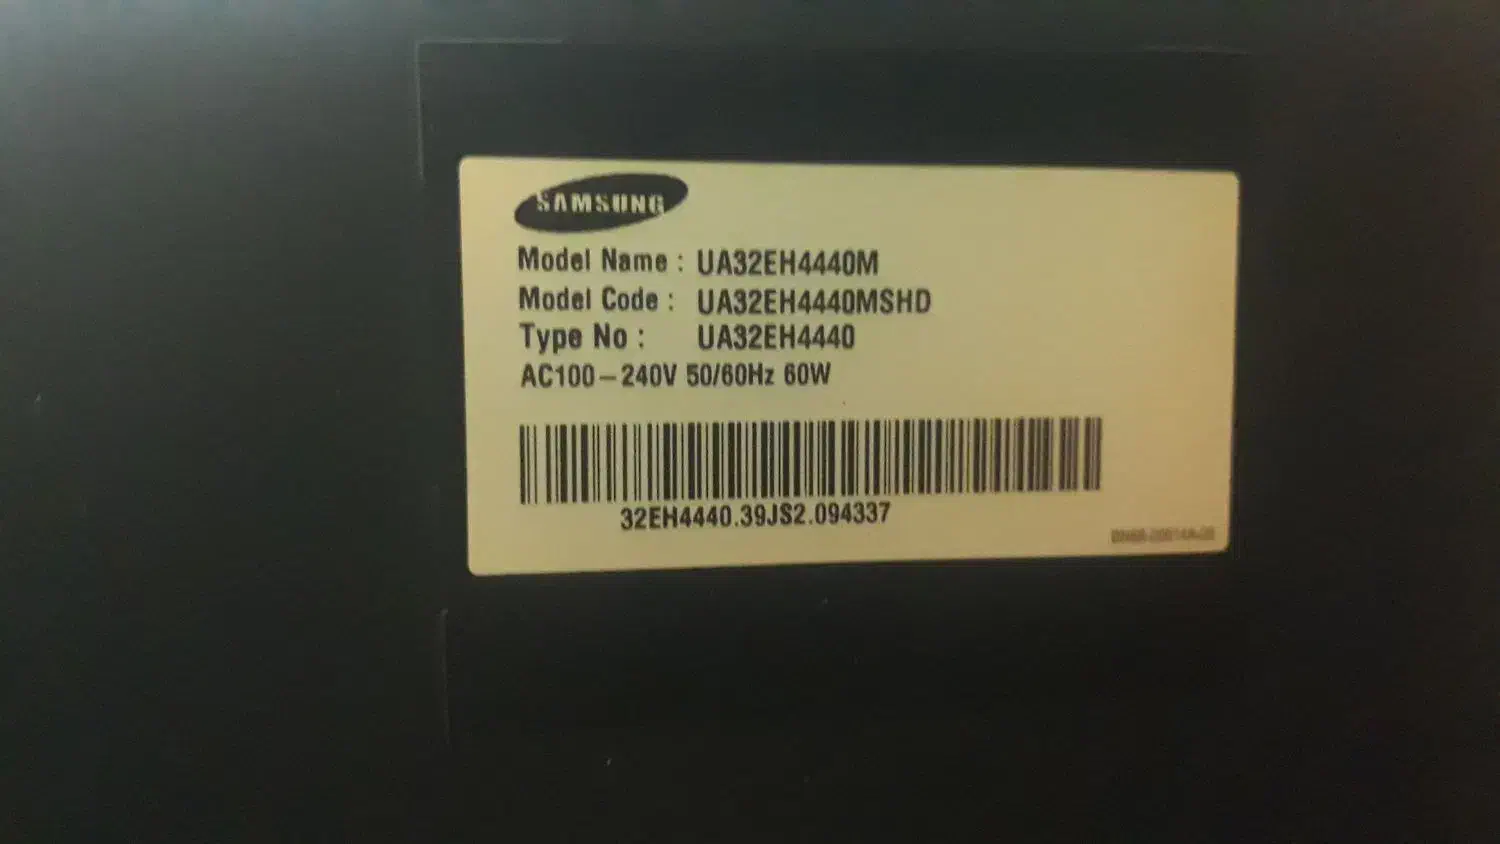 SAMSUNG
Model Name : UA32EH4440M
Model Code : UA32EH4440MSHD
Type No : UA32EH4440
AC100-240V 50/60Hz 60W
32EH4440.39JS2.094337